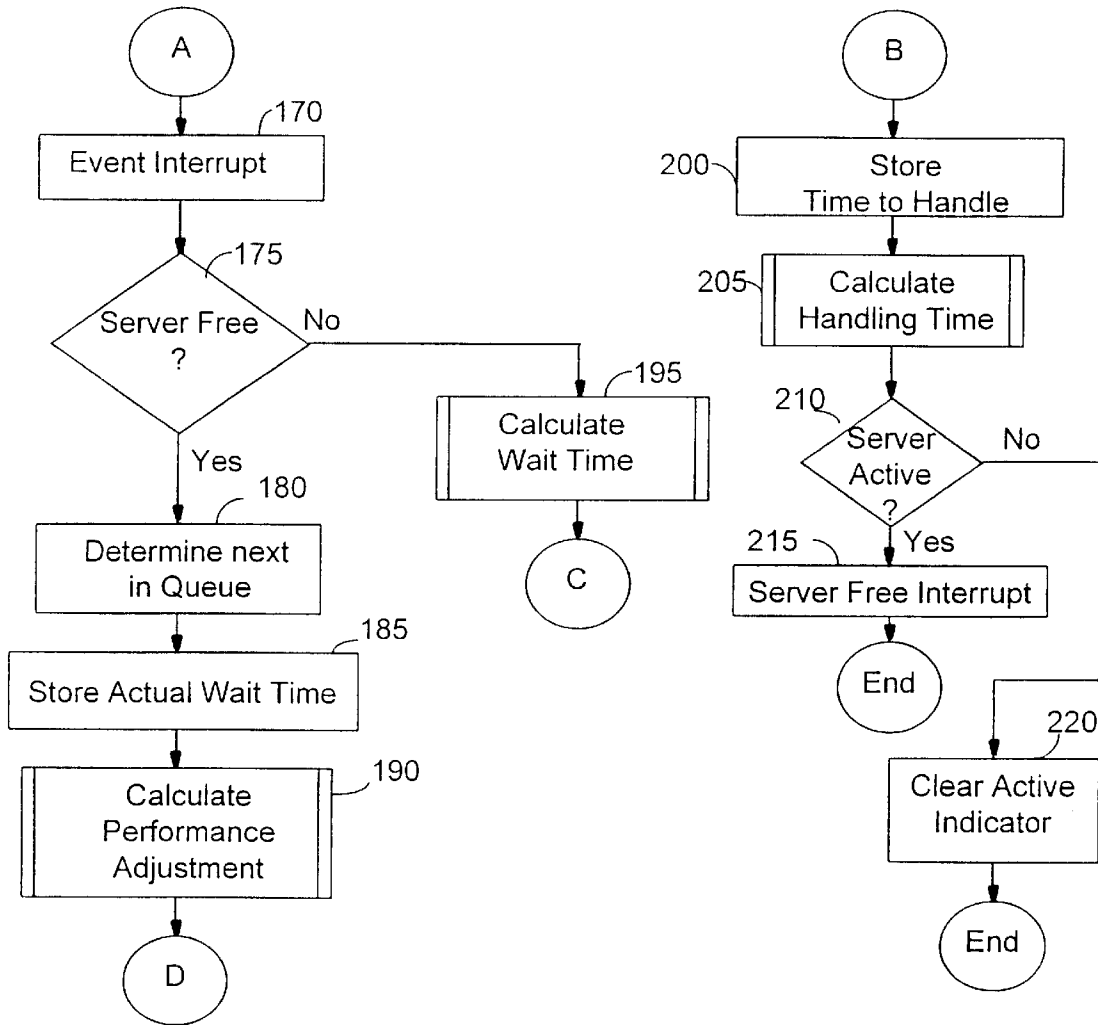 A
170
Event Interrupt
175
Server Free
?
No
Yes
195
Calculate
Wait Time
C
180
Determine next
in Queue
185
Store Actual Wait Time
190
Calculate
Performance
Adjustment
D
B
200
Store
Time to Handle
205
Calculate
Handling Time
210
Server
Active
?
No
Yes
215
Server Free Interrupt
End
220
Clear Active
Indicator
End